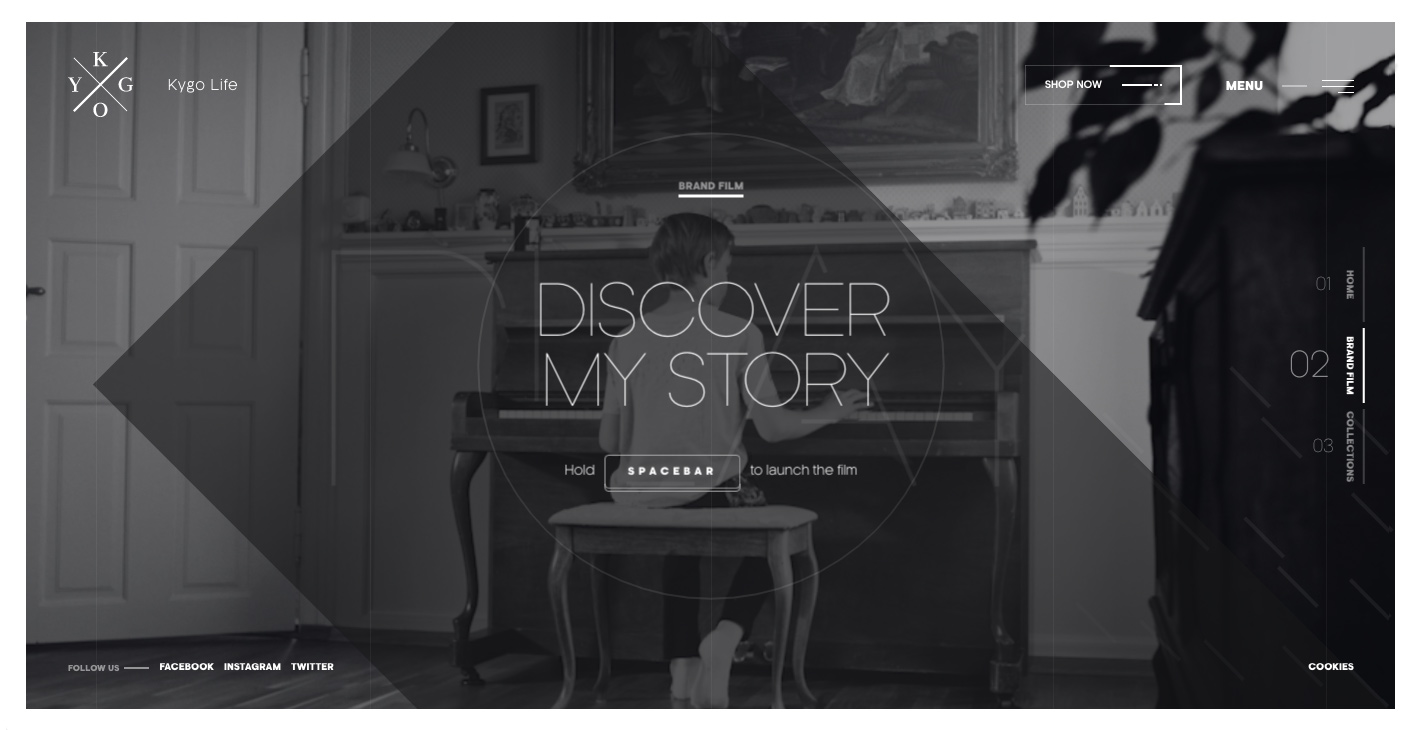 K
Y G
O
Kygo Life
SHOP NOW
MENU
BRAND FILM
DISCOVER
MY STORY
Hold SPACEBAR to launch the film
01 HOME
02 BRAND FILM
03 COLLECTIONS
FOLLOW US FACEBOOK INSTAGRAM TWITTER
COOKIES